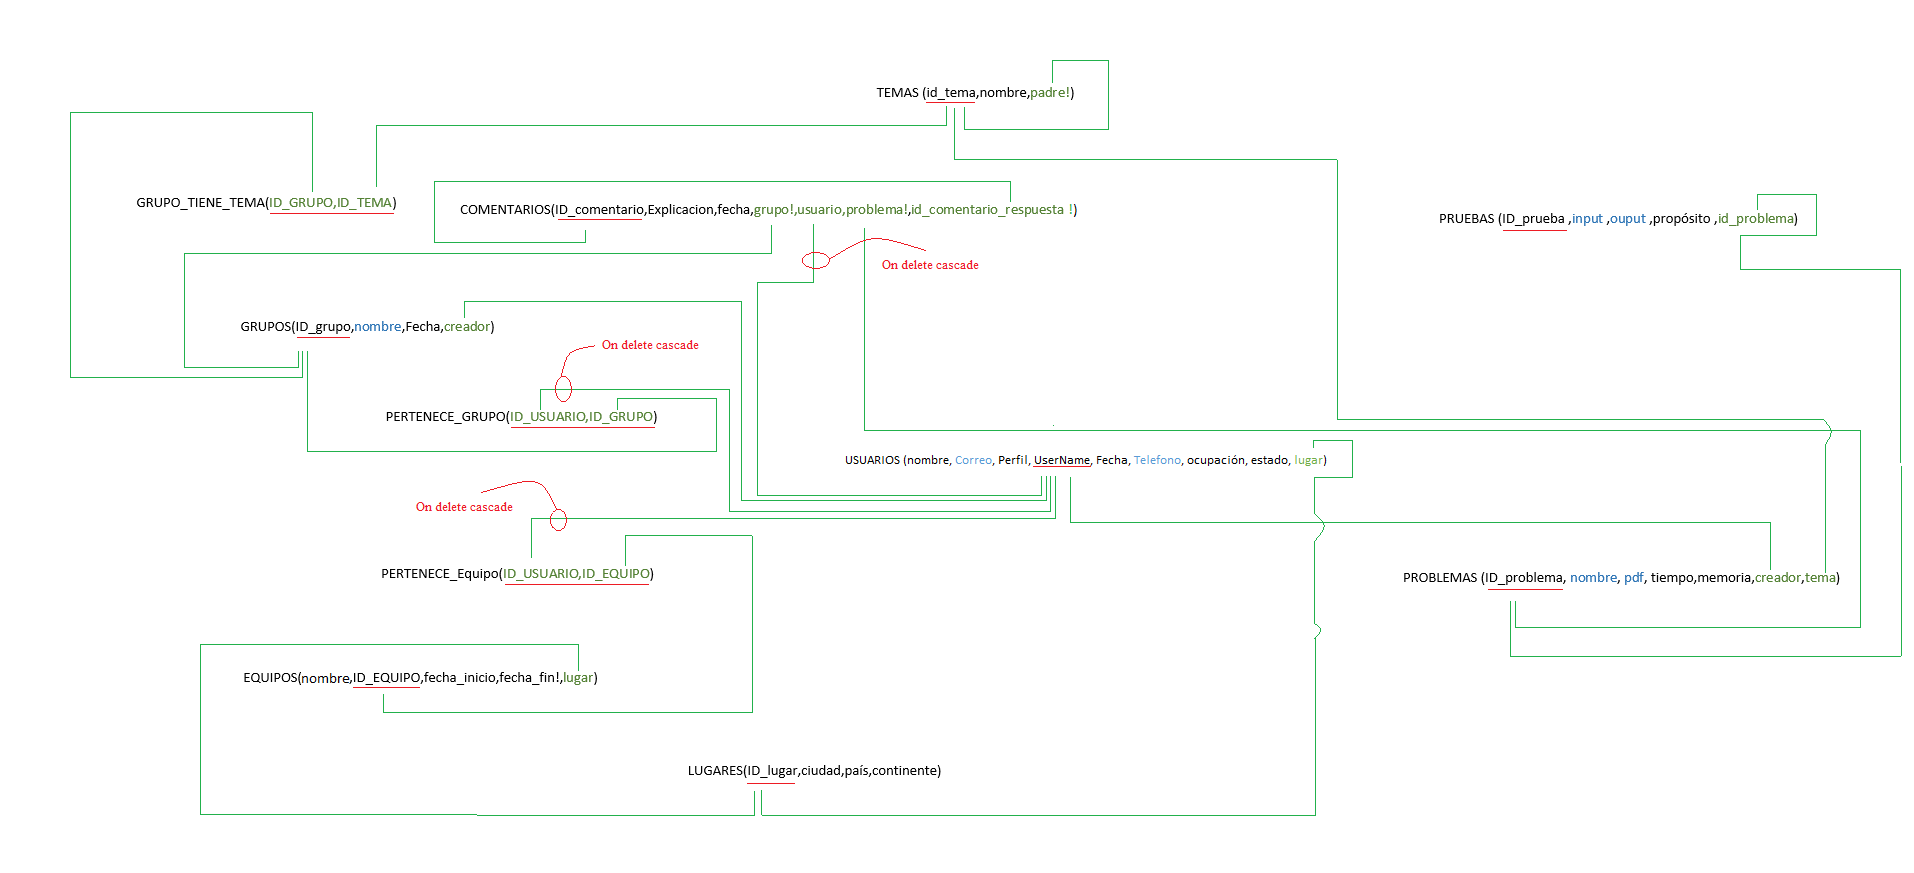 TEMAS (id_tema,nombre,padre!)
GRUPO_TIENE_TEMA(ID_GRUPO,ID_TEMA)
COMENTARIOS(ID_comentario,Explicacion,fecha,grupo!,usuario,problema!,id_comentario_respuesta !)
PRUEBAS (ID_prueba ,input ,ouput ,propósito ,id_problema)
On delete cascade
GRUPOS(ID_grupo,nombre,Fecha,creador)
On delete cascade
PERTENECE_GRUPO(ID_USUARIO,ID_GRUPO)
USUARIOS (nombre, Correo, Perfil, UserName, Fecha, Telefono, ocupación, estado, lugar)
On delete cascade
PERTENECE_Equipo(ID_USUARIO,ID_EQUIPO)
PROBLEMAS (ID_problema, nombre, pdf, tiempo,memoria,creador,tema)
EQUIPOS(nombre,ID_EQUIPO,fecha_inicio,fecha_fin!,lugar)
LUGARES(ID_lugar,ciudad,país,continente)